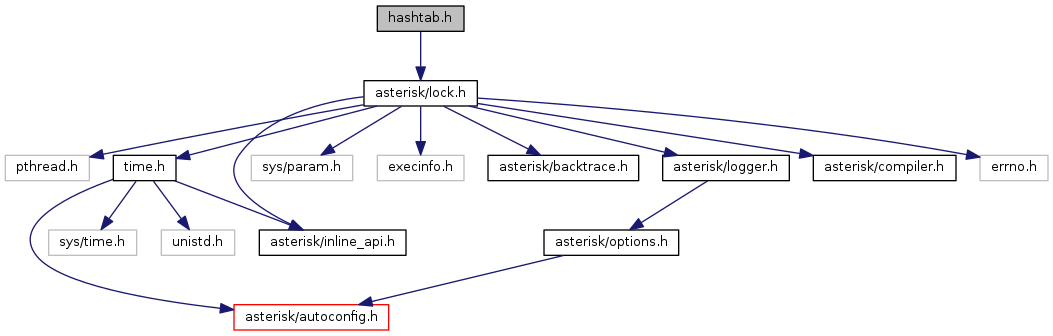 hashtab.h
asterisk/lock.h
pthread.h
time.h
sys/param.h
execinfo.h
asterisk/backtrace.h
asterisk/logger.h
asterisk/compiler.h
errno.h
sys/time.h
unistd.h
asterisk/inline_api.h
asterisk/options.h
asterisk/autoconfig.h